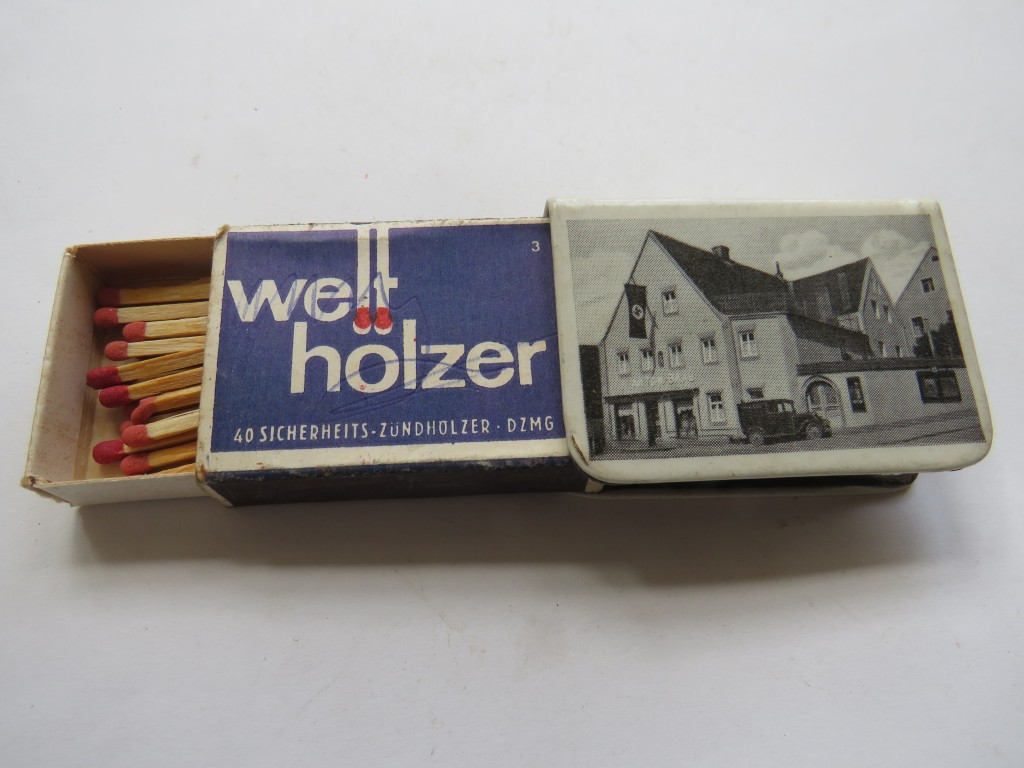 3
welt
hölzer
40 SICHERHEITS-ZÜNDHÖLZER · DZMG